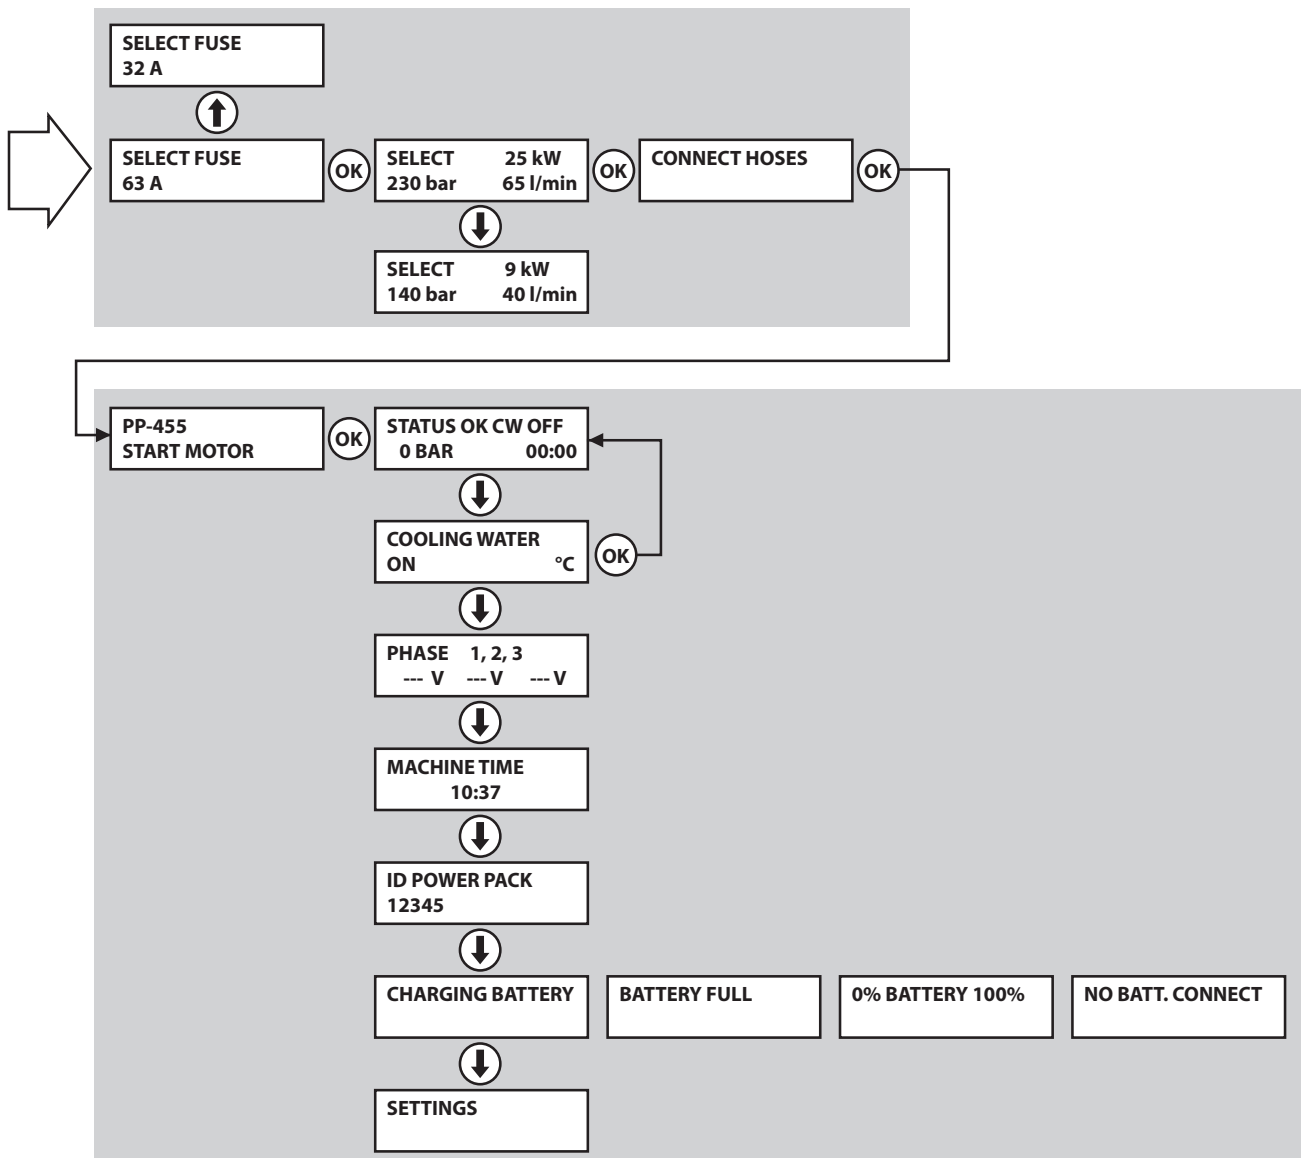 SELECT FUSE
32 A
SELECT FUSE
63 A
OK
SELECT 25 kW
230 bar 65 l/min
OK
CONNECT HOSES
OK
SELECT 9 kW
140 bar 40 l/min
PP-455
START MOTOR
OK
STATUS OK CW OFF
0 BAR 00:00
COOLING WATER
ON °C
OK
PHASE 1, 2, 3
--- V --- V --- V
MACHINE TIME
10:37
ID POWER PACK
12345
CHARGING BATTERY
BATTERY FULL
0% BATTERY 100%
NO BATT. CONNECT
SETTINGS